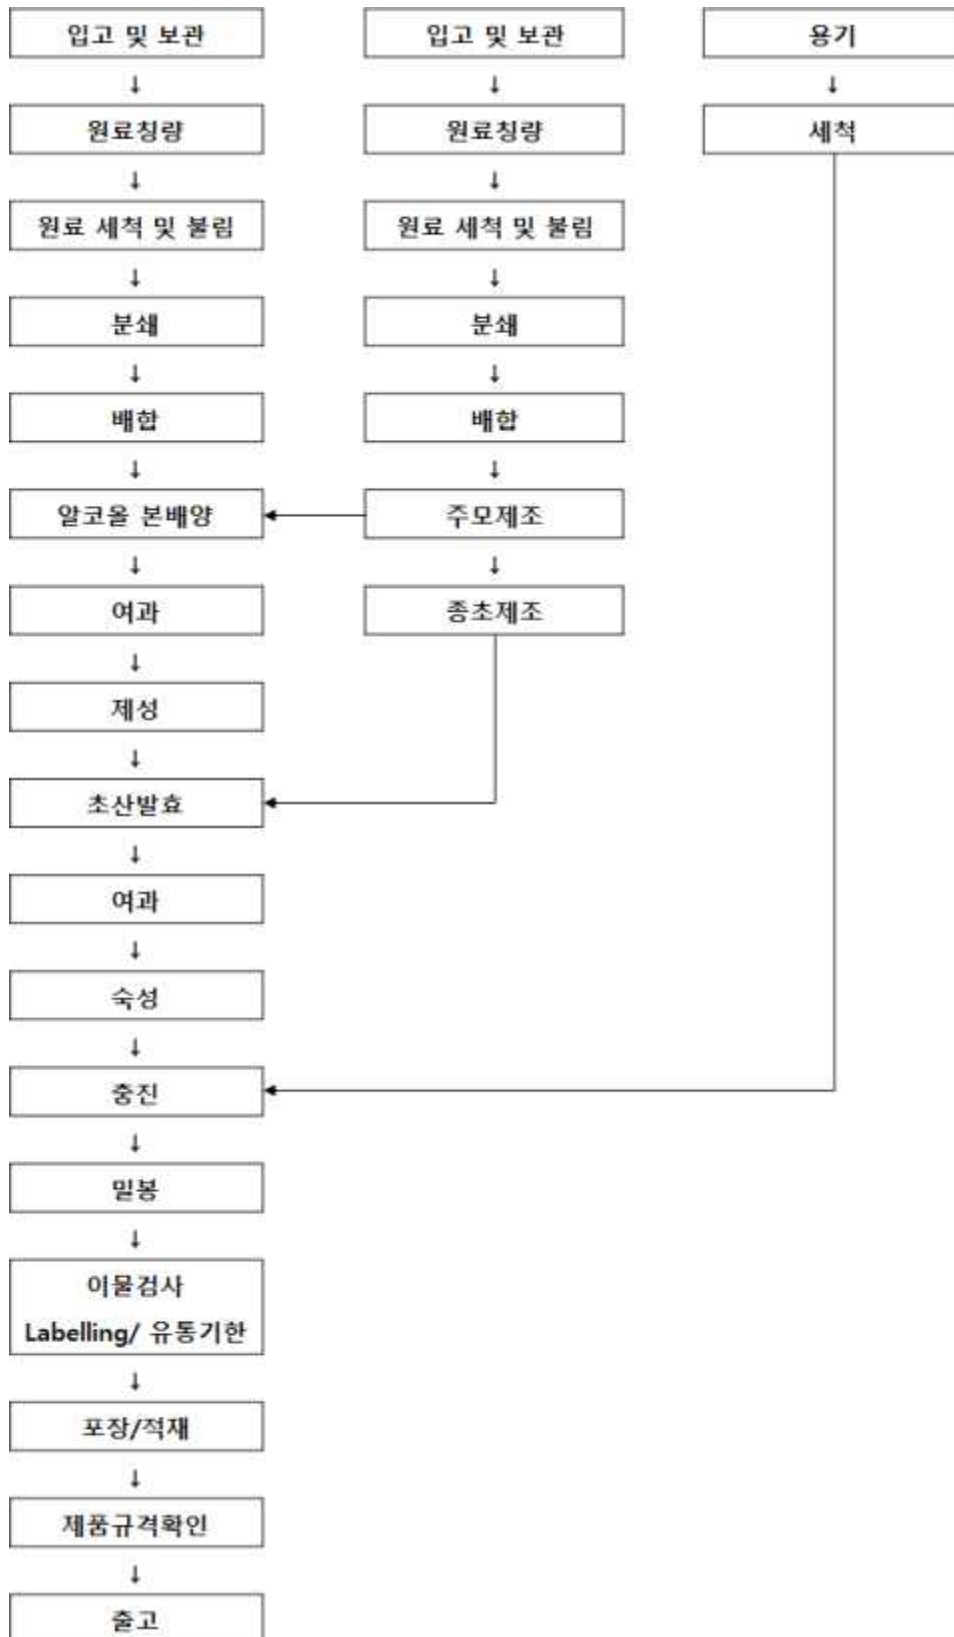 입고 및 보관
입고 및 보관
용기
↓
↓
↓
원료칭량
원료칭량
세척
↓
↓
원료 세척 및 불림
원료 세척 및 불림
↓
↓
분쇄
분쇄
↓
↓
배합
배합
↓
↓
알코올 본배양
주모제조
↓
↓
여과
종초제조
↓
제성
↓
초산발효
↓
여과
↓
숙성
↓
충진
↓
밀봉
↓
이물검사
Labelling/ 유통기한
↓
포장/적재
↓
제품규격확인
↓
출고